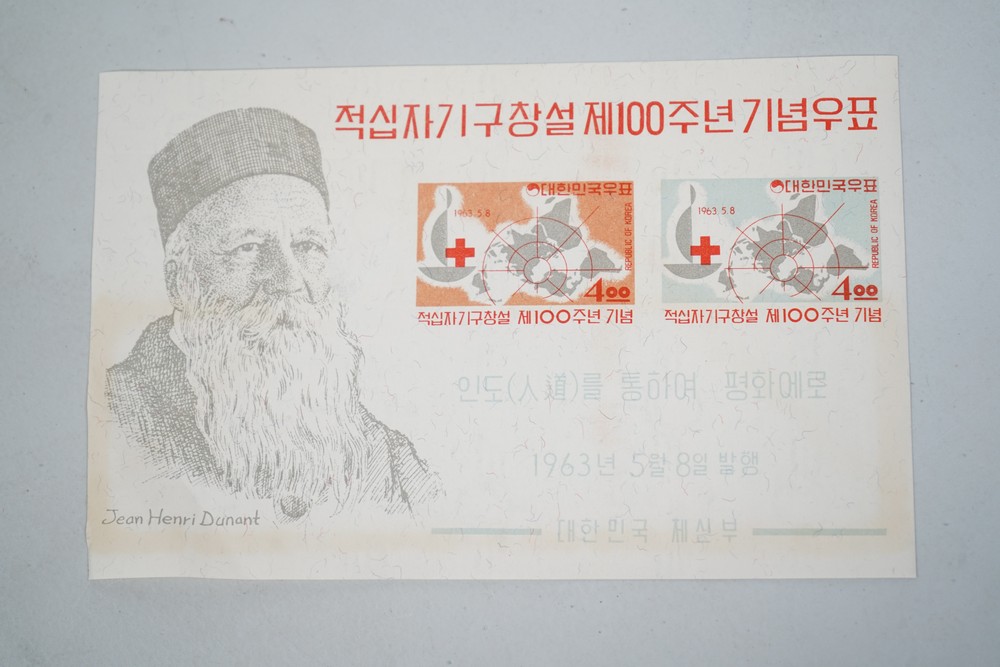 적십자기구창설 제100주년 기념우표
대한민국우표
1963.5.8
REPUBLIC OF KOREA
4.00
적십자기구창설 제100주년 기념
대한민국우표
1963.5.8
REPUBLIC OF KOREA
4.00
적십자기구창설 제100주년 기념
인도(人道)를 통하여 평화에로
1963년 5월 8일 발행
대한민국 체신부
Jean Henri Dunant